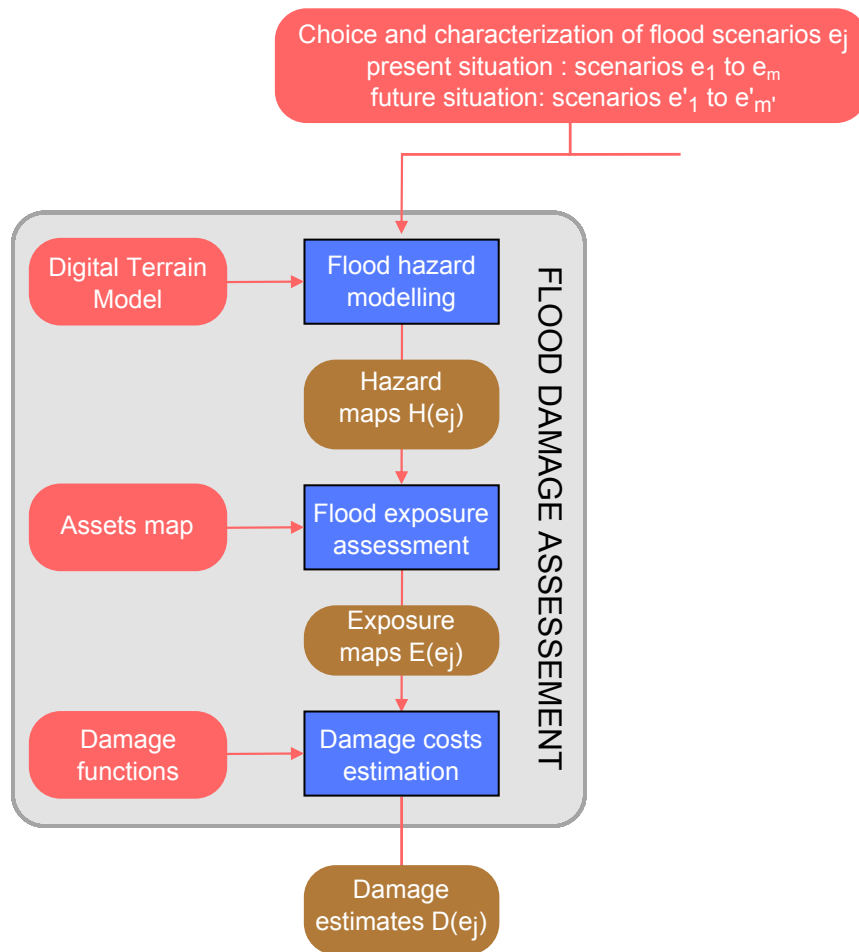 Choice and characterization of flood scenarios ej
present situation : scenarios e1 to em
future situation: scenarios e'1 to e'm'
Digital Terrain
Model
Flood hazard
modelling
Hazard
maps H(ej)
Assets map
Flood exposure
assessment
Exposure
maps E(ej)
Damage
functions
Damage costs
estimation
FLOOD DAMAGE ASSESSEMENT
Damage
estimates D(ej)